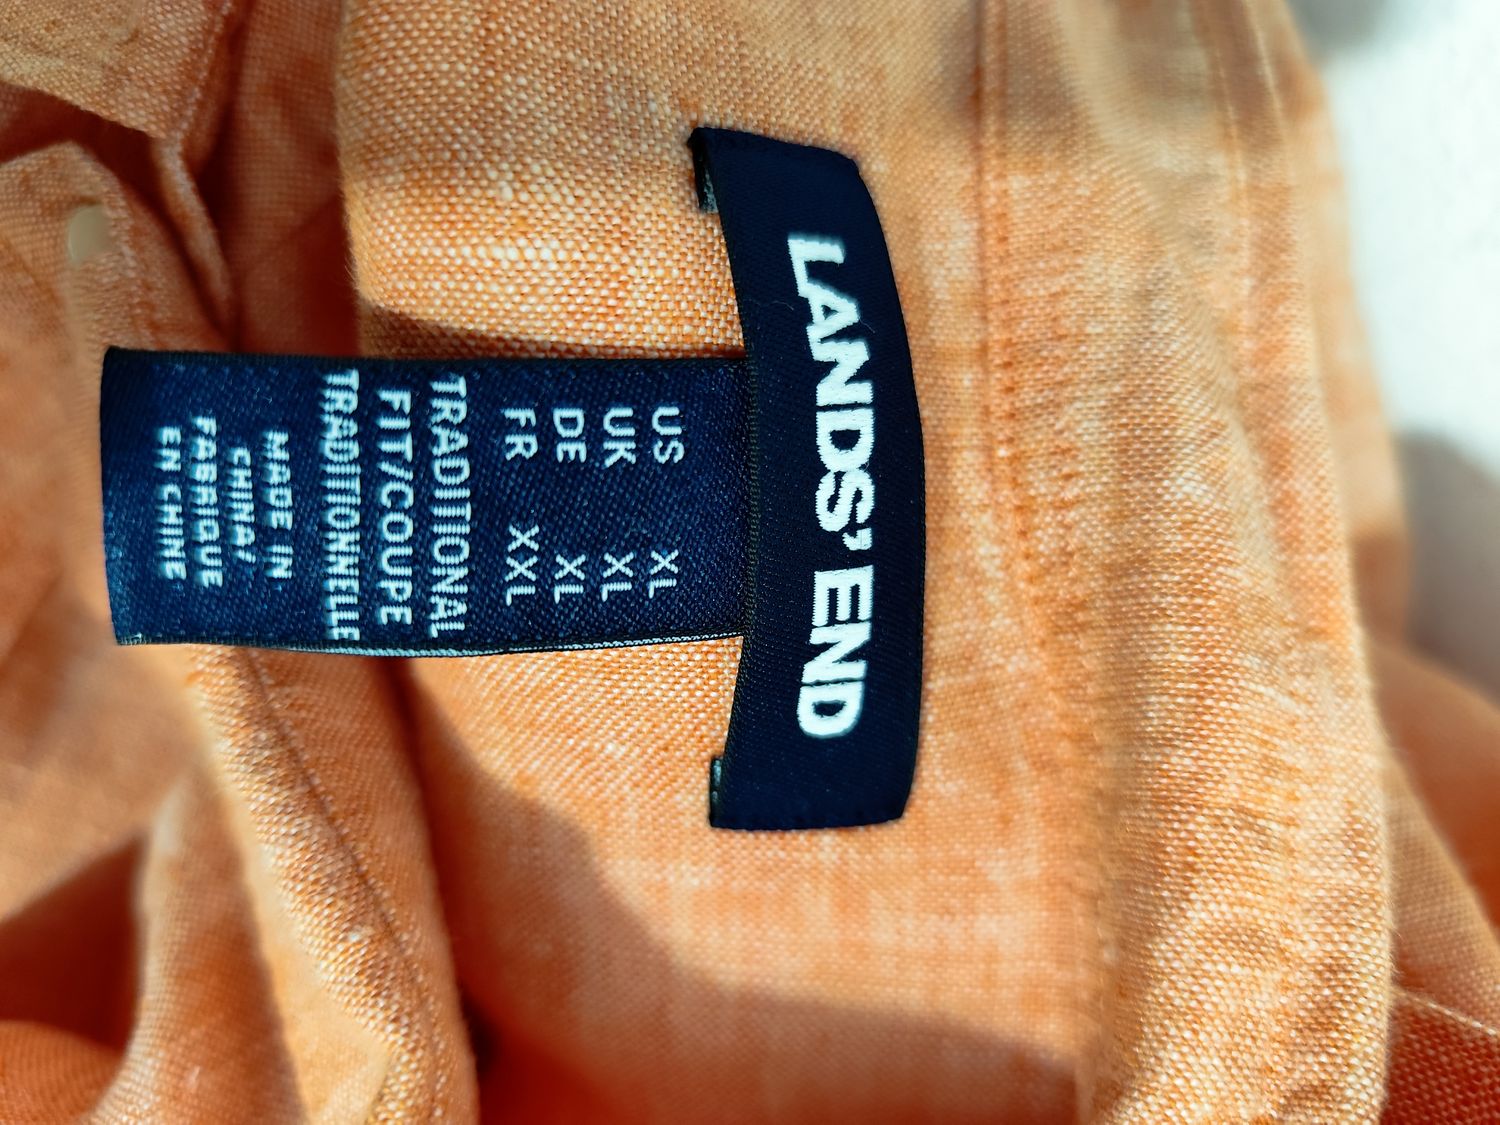 LANDS' END
US XL
UK XL
DE XL
FR XXL
TRADITIONAL
FIT/COUPE
TRADITIONNELLE
MADE IN
CHINA/
FABRIQUE
EN CHINE